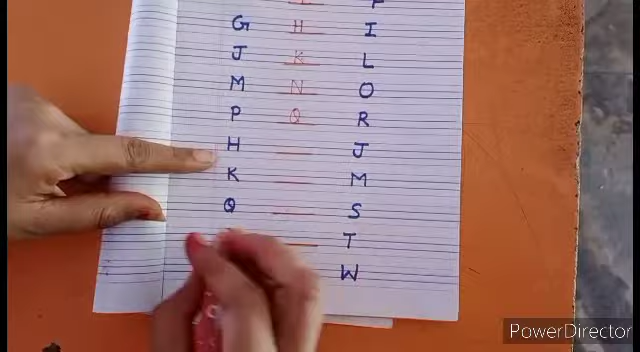 G H I
J K L
M N O
P Q R
H J
K M
Q S
T
W
PowerDirector